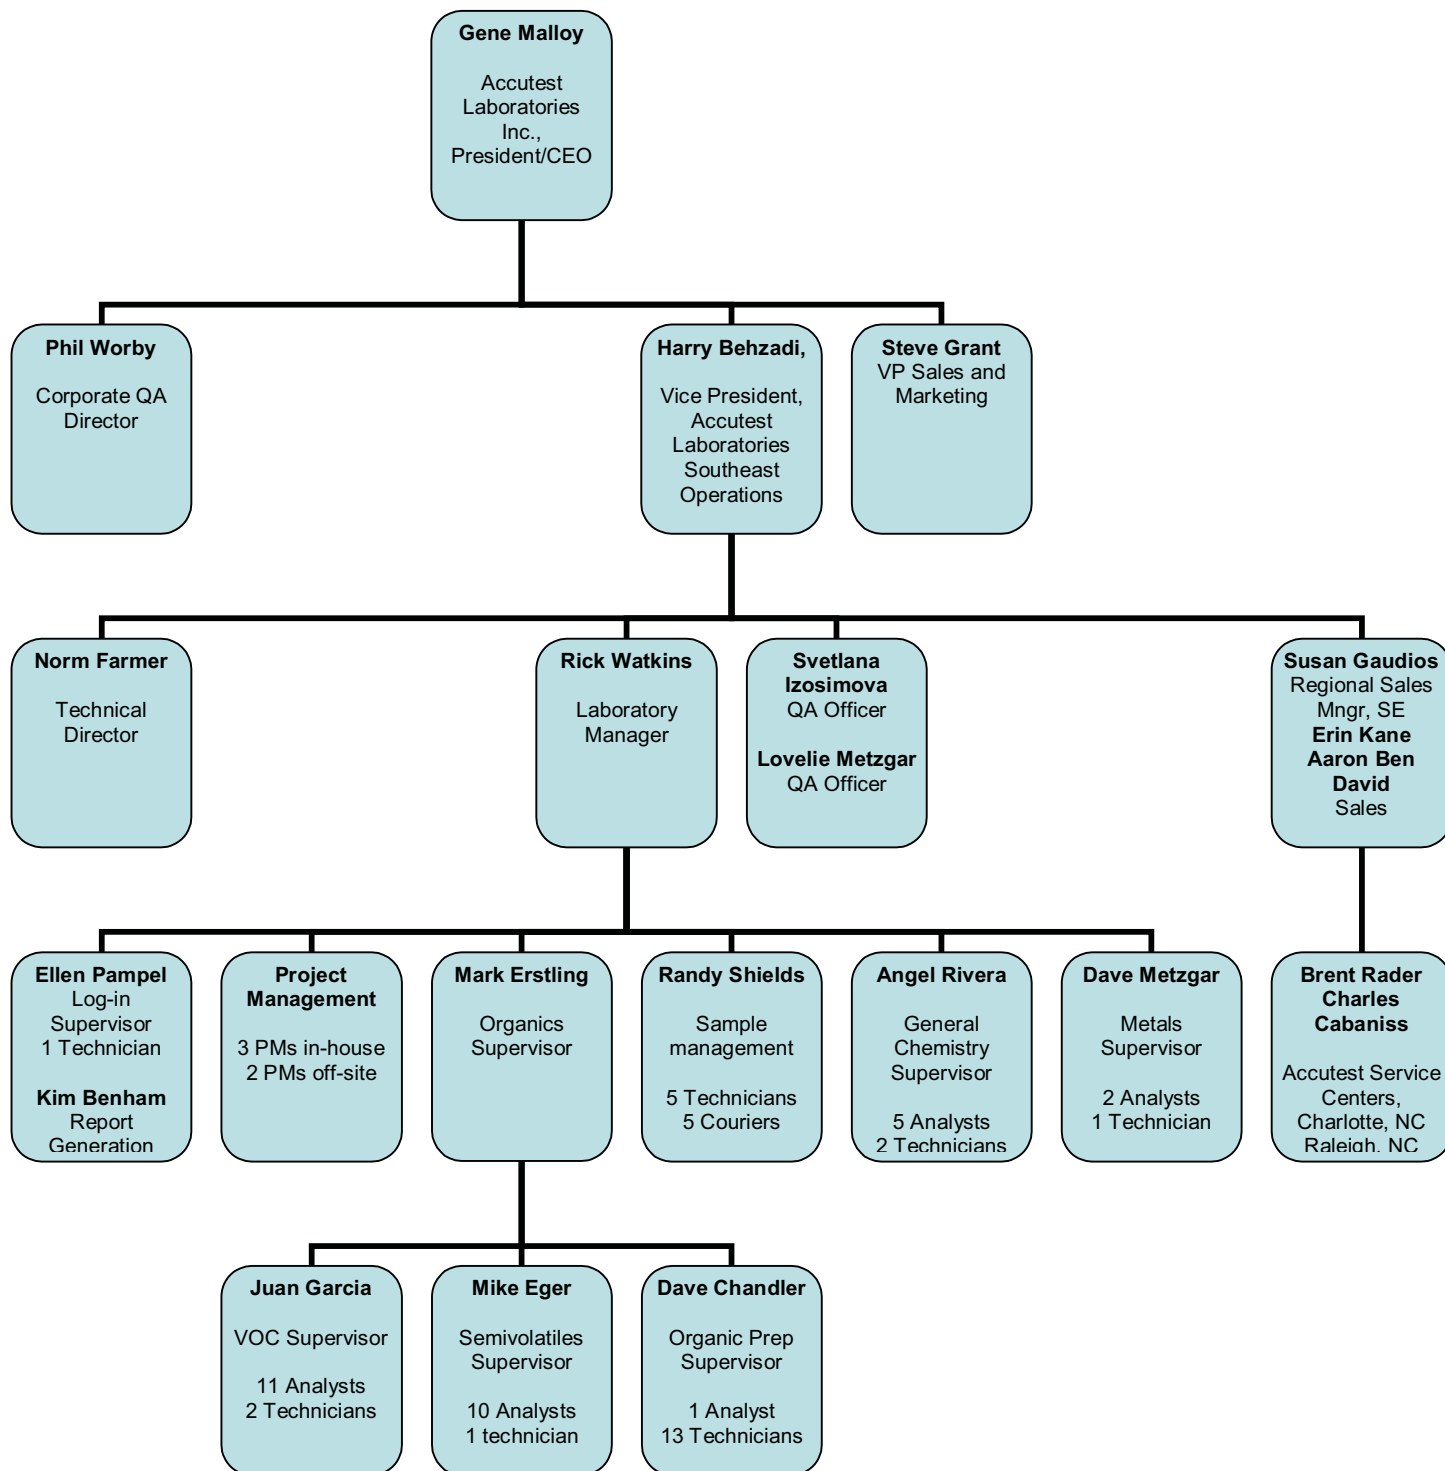 Gene Malloy
Accutest
Laboratories
Inc.,
President/CEO
Phil Worby
Corporate QA
Director
Harry Behzadi,
Vice President,
Accutest
Laboratories
Southeast
Operations
Steve Grant
VP Sales and
Marketing
Norm Farmer
Technical
Director
Rick Watkins
Laboratory
Manager
Svetlana
Izosimova
QA Officer
Lovelie Metzgar
QA Officer
Susan Gaudios
Regional Sales
Mngr, SE
Erin Kane
Aaron Ben
David
Sales
Ellen Pampel
Log-in
Supervisor
1 Technician
Kim Benham
Report
Generation
Project
Management
3 PMs in-house
2 PMs off-site
Mark Erstling
Organics
Supervisor
Randy Shields
Sample
management
5 Technicians
5 Couriers
Angel Rivera
General
Chemistry
Supervisor
5 Analysts
2 Technicians
Dave Metzgar
Metals
Supervisor
2 Analysts
1 Technician
Brent Rader
Charles
Cabaniss
Accutest Service
Centers,
Charlotte, NC
Raleigh, NC
Juan Garcia
VOC Supervisor
11 Analysts
2 Technicians
Mike Eger
Semivolatiles
Supervisor
10 Analysts
1 technician
Dave Chandler
Organic Prep
Supervisor
1 Analyst
13 Technicians